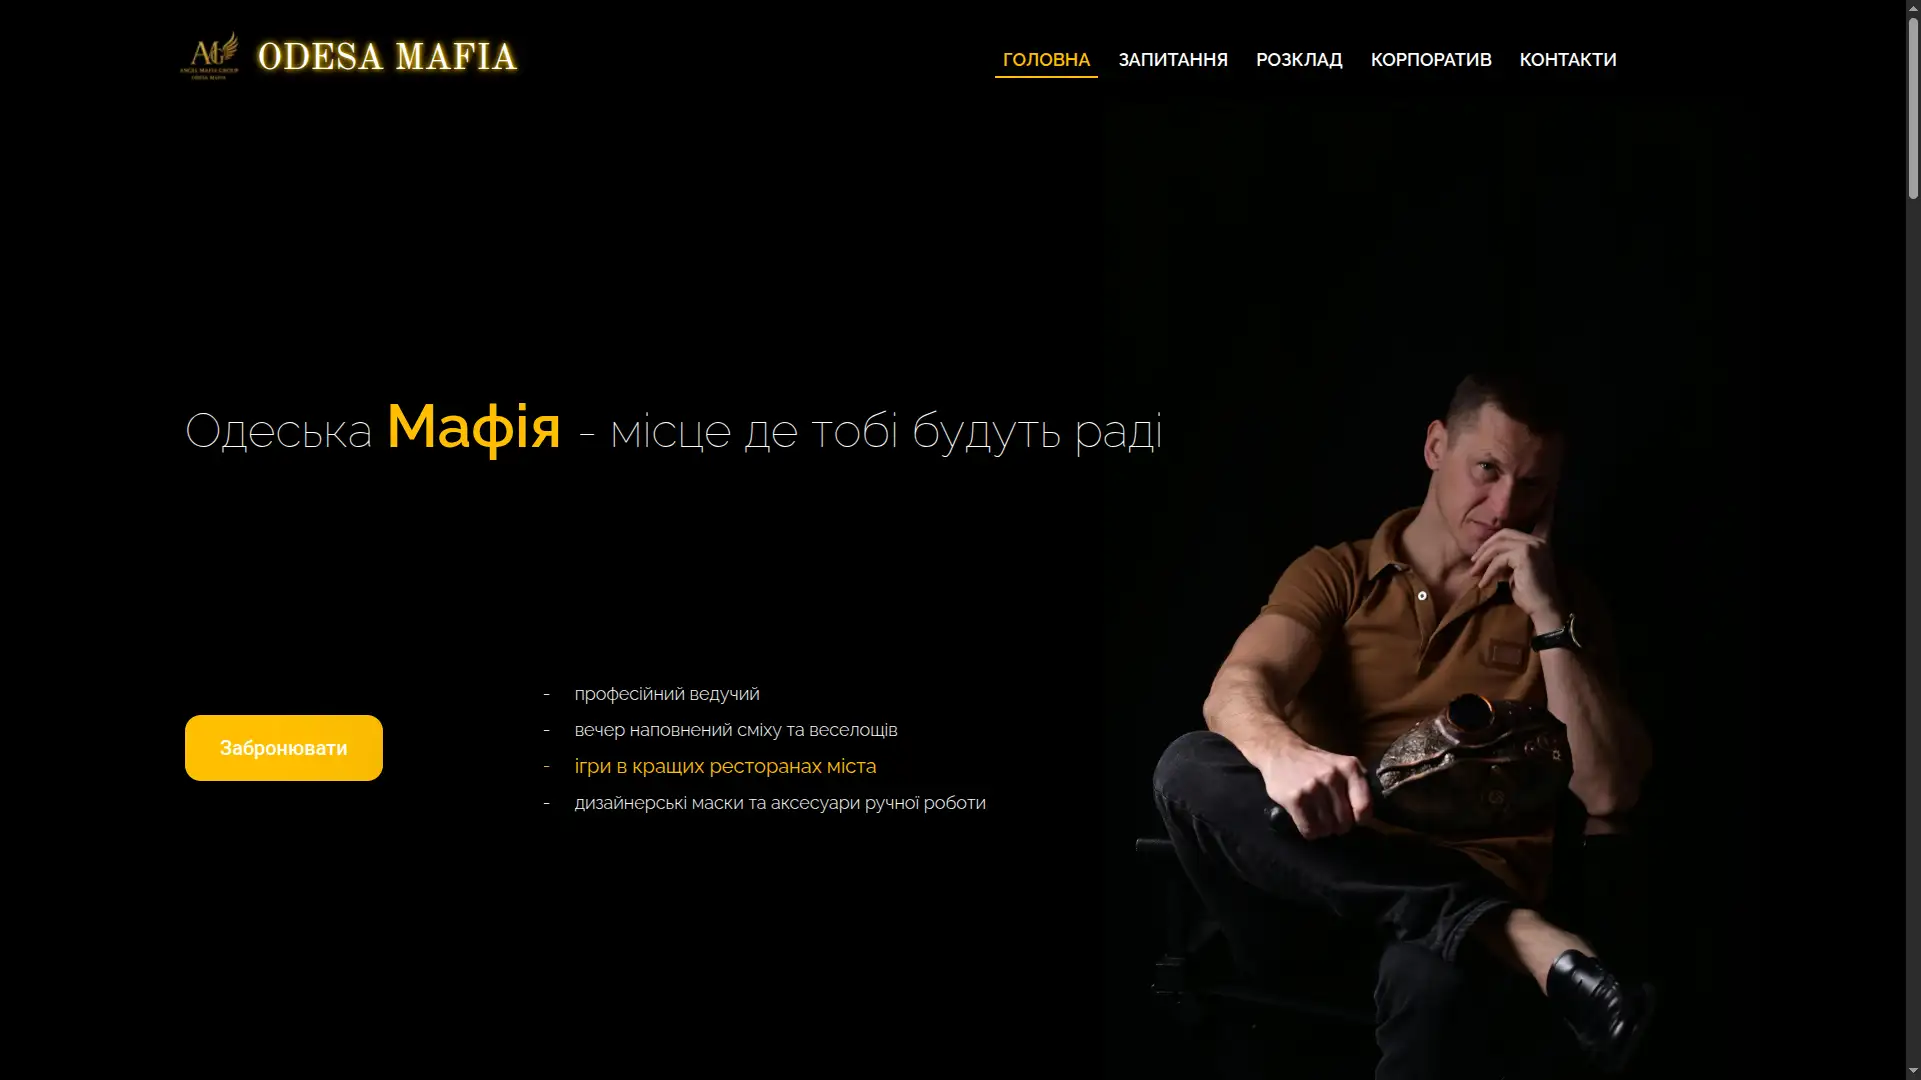 AG
ANGEL MAFIA GROUP
ODESA MAFIA
ODESA MAFIA
ГОЛОВНА
ЗАПИТАННЯ
РОЗКЛАД
КОРПОРАТИВ
КОНТАКТИ
Одеська Мафія - місце де тобі будуть раді
Забронювати
- професійний ведучий
- вечер наповнений сміху та веселощів
- ігри в кращих ресторанах міста
- дизайнерські маски та аксесуари ручної роботи